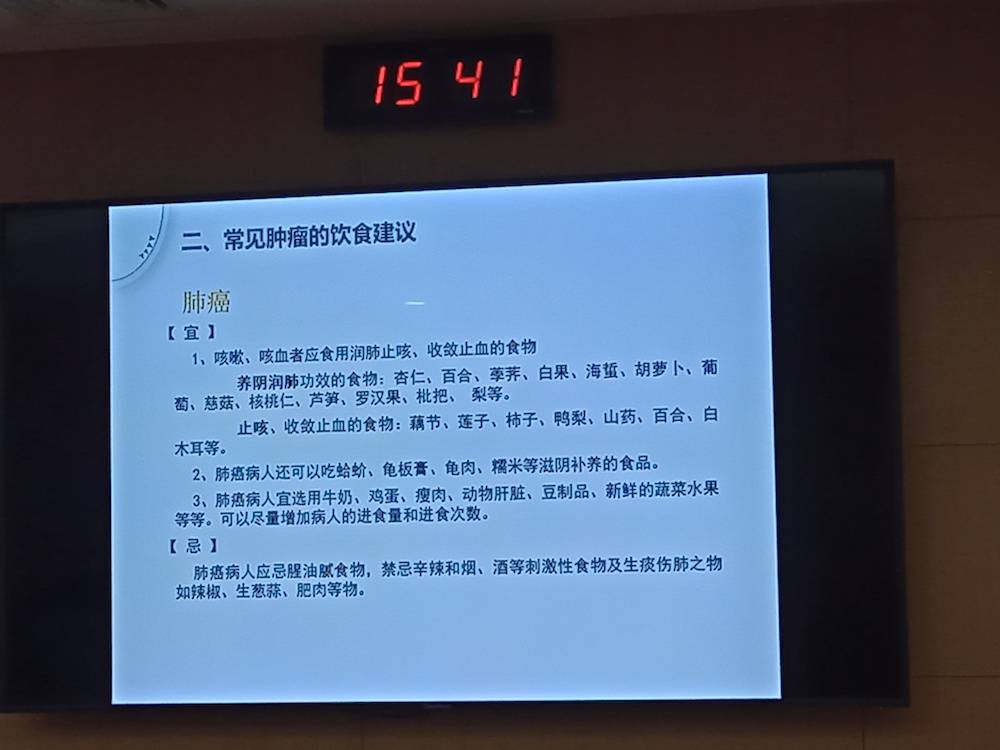 15 41
二、常见肿瘤的饮食建议
肺癌
【 宜 】
1、咳嗽、咳血者应食用润肺止咳、收敛止血的食物
养阴润肺功效的食物：杏仁、百合、荸荠、白果、海蜇、胡萝卜、葡
萄、慈菇、核桃仁、芦笋、罗汉果、枇把、 梨等。
止咳、收敛止血的食物：藕节、莲子、柿子、鸭梨、山药、百合、白
木耳等。
2、肺癌病人还可以吃蛤蚧、龟板膏、龟肉、糯米等滋阴补养的食品。
3、肺癌病人宜选用牛奶、鸡蛋、瘦肉、动物肝脏、豆制品、新鲜的蔬菜水果
等等。可以尽量增加病人的进食量和进食次数。
【 忌 】
肺癌病人应忌腥油腻食物，禁忌辛辣和烟、酒等刺激性食物及生痰伤肺之物
如辣椒、生葱蒜、肥肉等物。